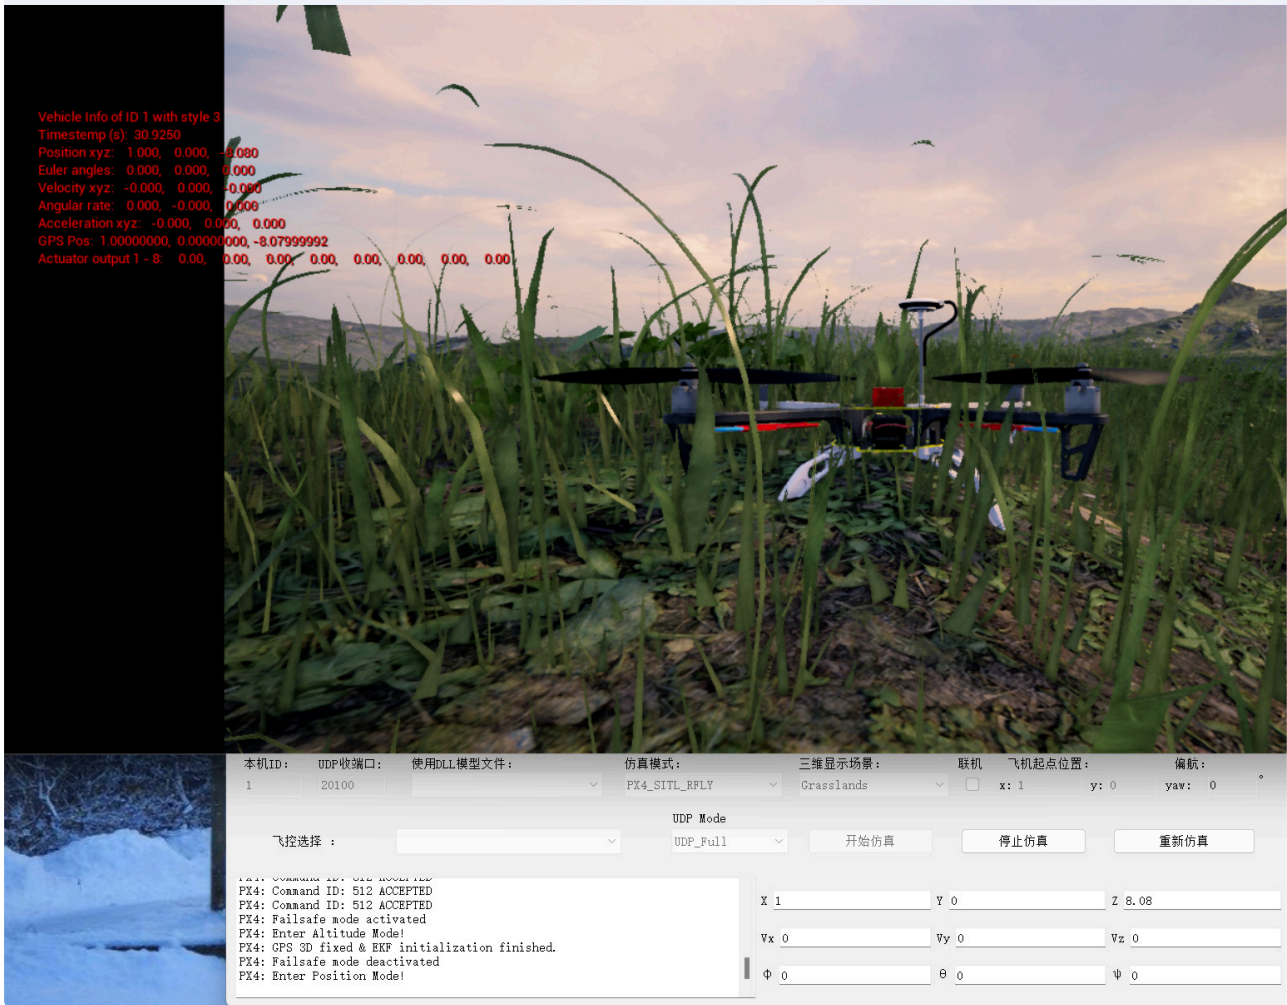 Vehicle Info of ID 1 with style 3
Timestemp (s): 30.9250
Position xyz: 1.000, 0.000, -8.080
Euler angles: 0.000, 0.000, 0.000
Velocity xyz: -0.000, 0.000, -0.000
Angular rate: 0.000, -0.000, 0.000
Acceleration xyz: -0.000, 0.000, 0.000
GPS Pos: 1.00000000, 0.00000000, -8.07999992
Actuator output 1 - 8: 0.00, 0.00, 0.00, 0.00, 0.00, 0.00, 0.00, 0.00
本机ID: UDP收端口: 使用DLL模型文件: 仿真模式: 三维显示场景: 联机 飞机起点位置: 偏航:
1 20100 PX4_SITL_RFLY Grasslands x: 1 y: 0 yaw: 0 °
UDP Mode
飞控选择 : UDP_Full 开始仿真 停止仿真 重新仿真
PX4: Command ID: 512 ACCEPTED
PX4: Command ID: 512 ACCEPTED
PX4: Command ID: 512 ACCEPTED
PX4: Failsafe mode activated
PX4: Enter Altitude Mode!
PX4: GPS 3D fixed & EKF initialization finished.
PX4: Failsafe mode deactivated
PX4: Enter Position Mode!
X 1 Y 0 Z 8.08
Vx 0 Vy 0 Vz 0
Φ 0 θ 0 ψ 0